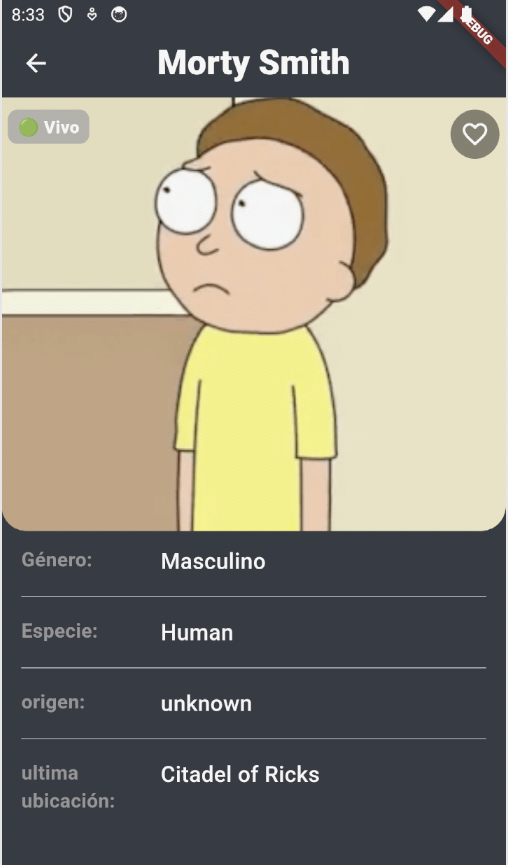 8:33
DEBUG
Morty Smith
Vivo
Género: Masculino
Especie: Human
origen: unknown
ultima Citadel of Ricks
ubicación: